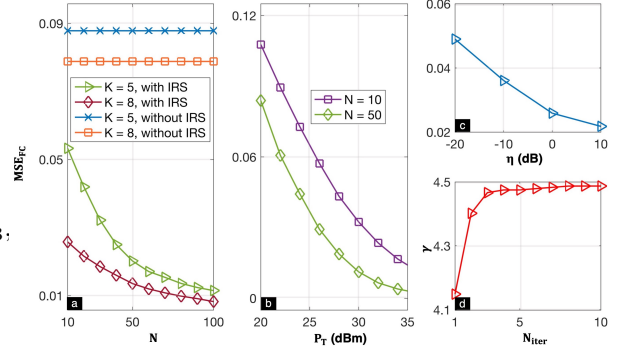 8,
0.09
0.05
0.01
10
50
100
MSE_FC
N
K = 5, with IRS
K = 8, with IRS
K = 5, without IRS
K = 8, without IRS
a
0.12
0.06
0
20
25
30
35
P_T (dBm)
N = 10
N = 50
b
0.06
0.04
0.02
-20
-10
0
10
η (dB)
c
4.5
4.3
4.1
1
5
10
γ
N_iter
d